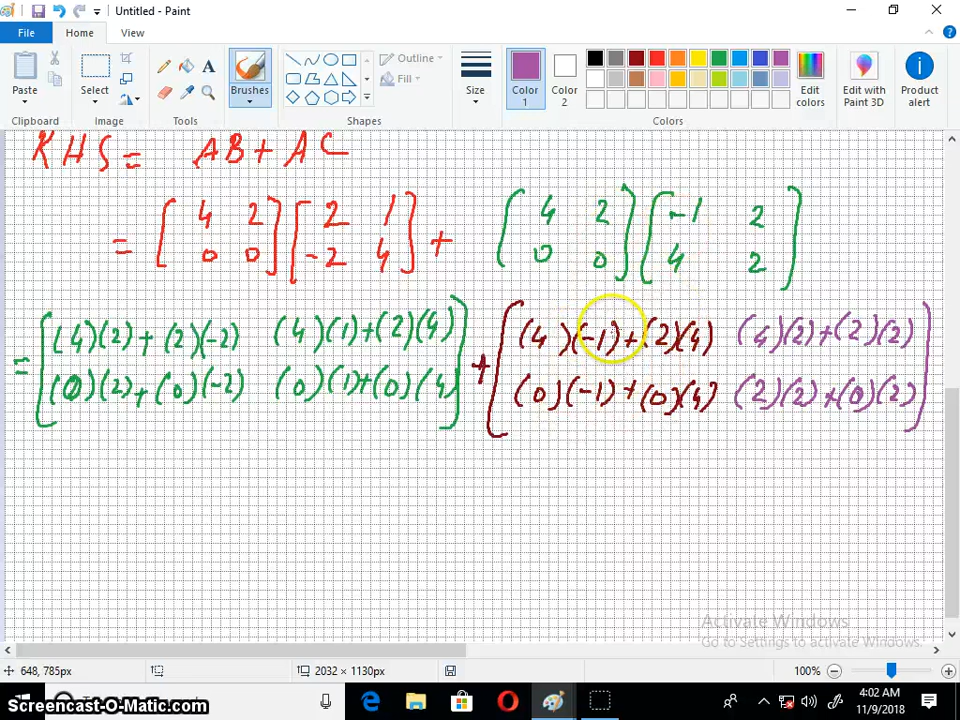 Untitled - Paint
File Home View
Paste Select Brushes Size Color 1 Color 2 Edit colors Edit with Paint 3D Product alert
Outline
Fill
Clipboard Image Tools Shapes Colors
RHS = AB + AC
= [4 2 [2 1 + [4 2 [-1 2
0 0] -2 4] 0 0] 4 2]
= [(4)(2) + (2)(-2) (4)(1) + (2)(4) + [(4)(-1) + (2)(4) (4)(2) + (2)(2)
(0)(2) + (0)(-2) (0)(1) + (0)(4)] (0)(-1) + (0)(4) (2)(2) + (0)(2)]
Activate Windows
Go to Settings to activate Windows.
648, 785px 2032 × 1130px 100%
Screencast-O-Matic.com
4:02 AM
11/9/2018